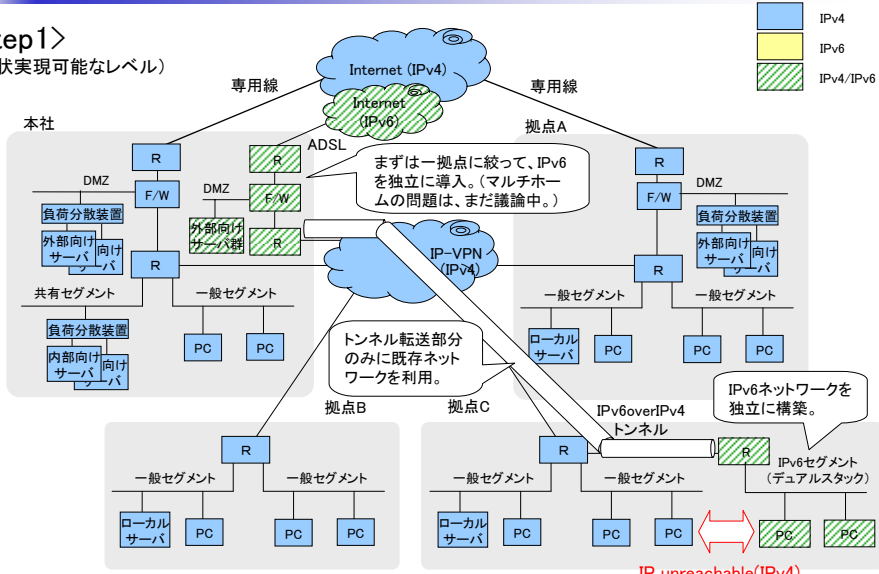 tep1>
状実現可能なレベル)
IPv4
IPv6
IPv4/IPv6
Internet (IPv4)
専用線
専用線
Internet
(IPv6)
本社
ADSL
拠点A
R
R
まずは一拠点に絞って、IPv6
を独立に導入。(マルチホー
ムの問題は、まだ議論中。)
R
DMZ
F/W
DMZ
F/W
F/W
DMZ
負荷分散装置
外部向け
サーバ
向け
バ
外部向け
サーバ群
R
R
IP-VPN
(IPv4)
負荷分散装置
外部向け
サーバ
向け
バ
R
共有セグメント
一般セグメント
一般セグメント
一般セグメント
負荷分散装置
内部向け
サーバ
向け
バ
PC
PC
トンネル転送部分
のみに既存ネット
ワークを利用。
ローカル
サーバ
PC
PC
PC
拠点B
拠点C
IPv6overIPv4
トンネル
IPv6ネットワークを
独立に構築。
R
R
R
IPv6セグメント
(デュアルスタック)
一般セグメント
一般セグメント
一般セグメント
一般セグメント
ローカル
サーバ
PC
PC
PC
ローカル
サーバ
PC
PC
PC
PC
PC
IP unreachable(IPv4)